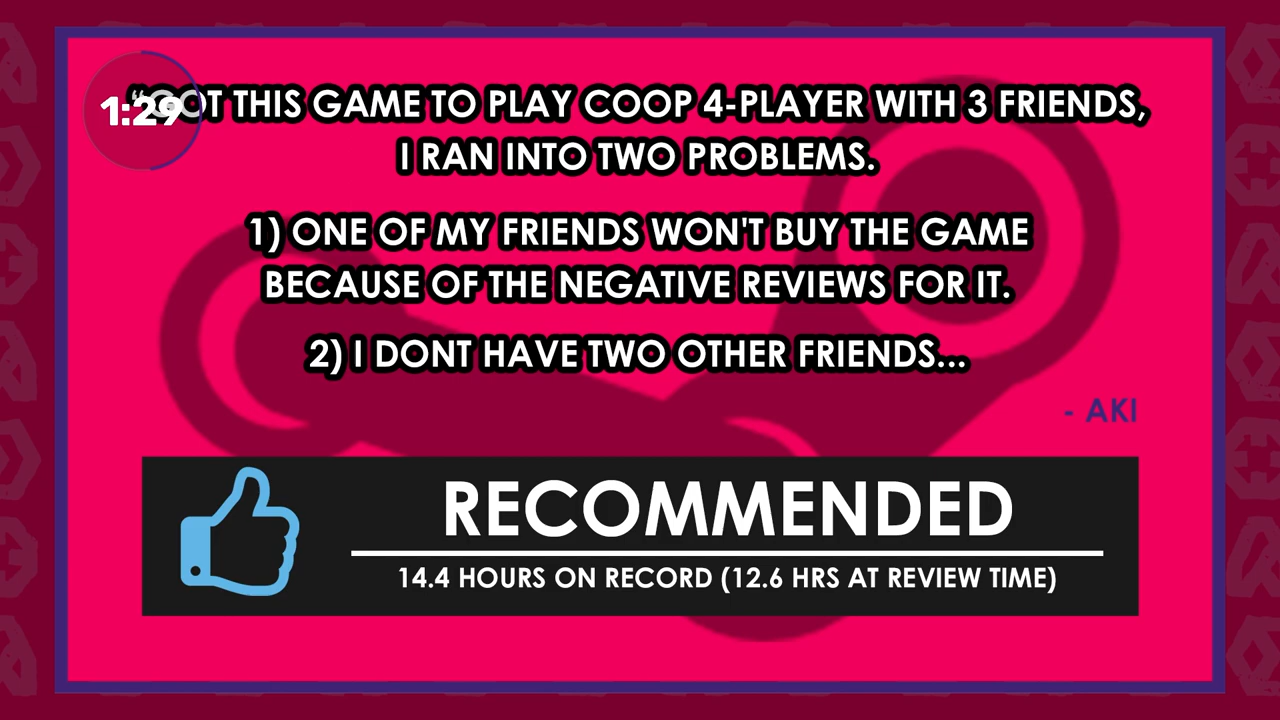 1:29
“GOT THIS GAME TO PLAY COOP 4-PLAYER WITH 3 FRIENDS,
I RAN INTO TWO PROBLEMS.
1) ONE OF MY FRIENDS WON'T BUY THE GAME
BECAUSE OF THE NEGATIVE REVIEWS FOR IT.
2) I DONT HAVE TWO OTHER FRIENDS...
- AKI
RECOMMENDED
14.4 HOURS ON RECORD (12.6 HRS AT REVIEW TIME)